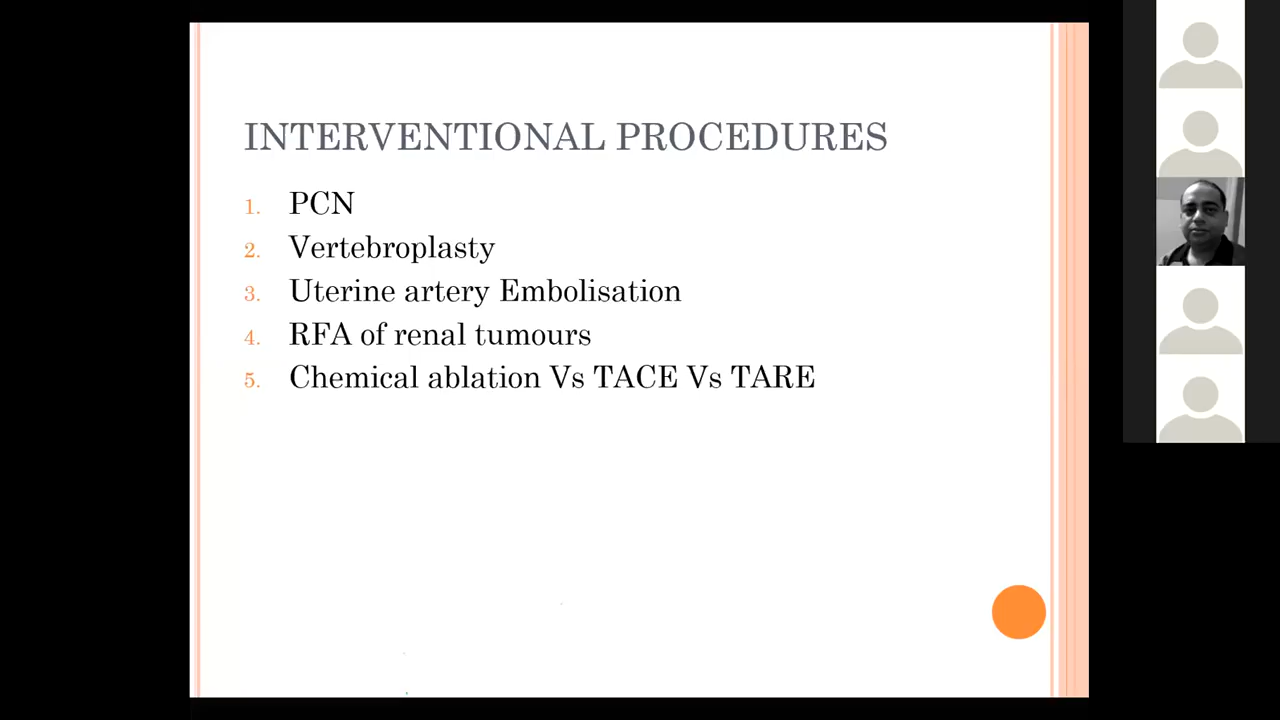 INTERVENTIONAL PROCEDURES
1. PCN
2. Vertebroplasty
3. Uterine artery Embolisation
4. RFA of renal tumours
5. Chemical ablation Vs TACE Vs TARE